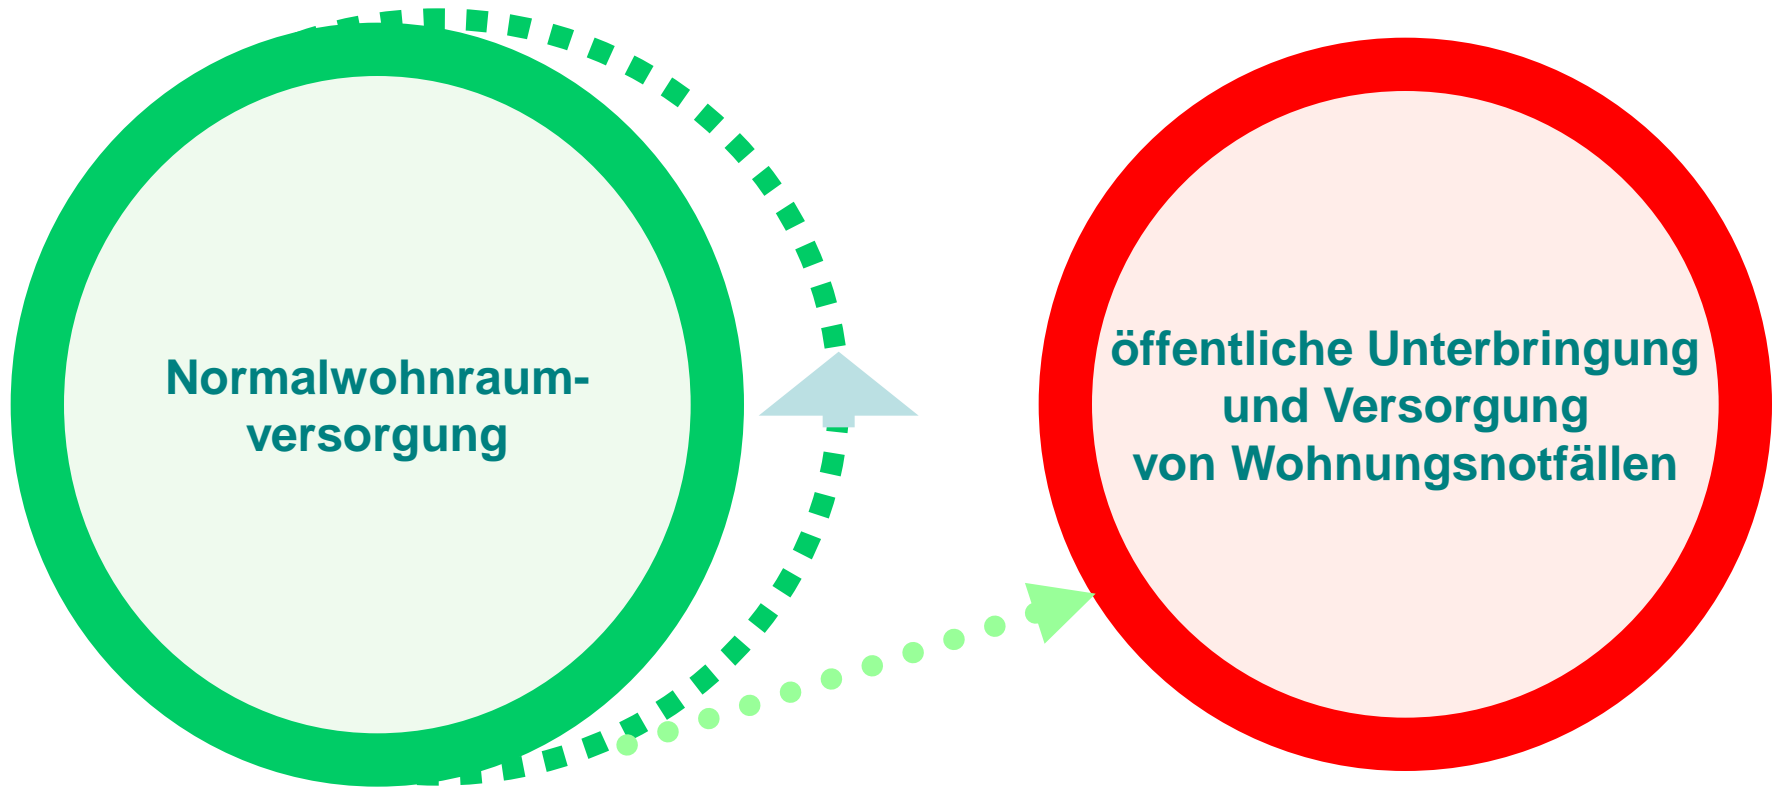 Normalwohnraum-
versorgung
öffentliche Unterbringung
und Versorgung
von Wohnungsnotfällen